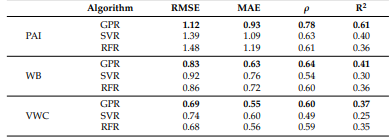 Algorithm RMSE MAE ρ R²
GPR 1.12 0.93 0.78 0.61
PAI SVR 1.39 1.09 0.63 0.40
RFR 1.48 1.19 0.61 0.36
GPR 0.83 0.63 0.64 0.41
WB SVR 0.92 0.76 0.54 0.30
RFR 0.86 0.72 0.60 0.36
GPR 0.69 0.55 0.60 0.37
VWC SVR 0.74 0.60 0.49 0.25
RFR 0.68 0.56 0.59 0.35